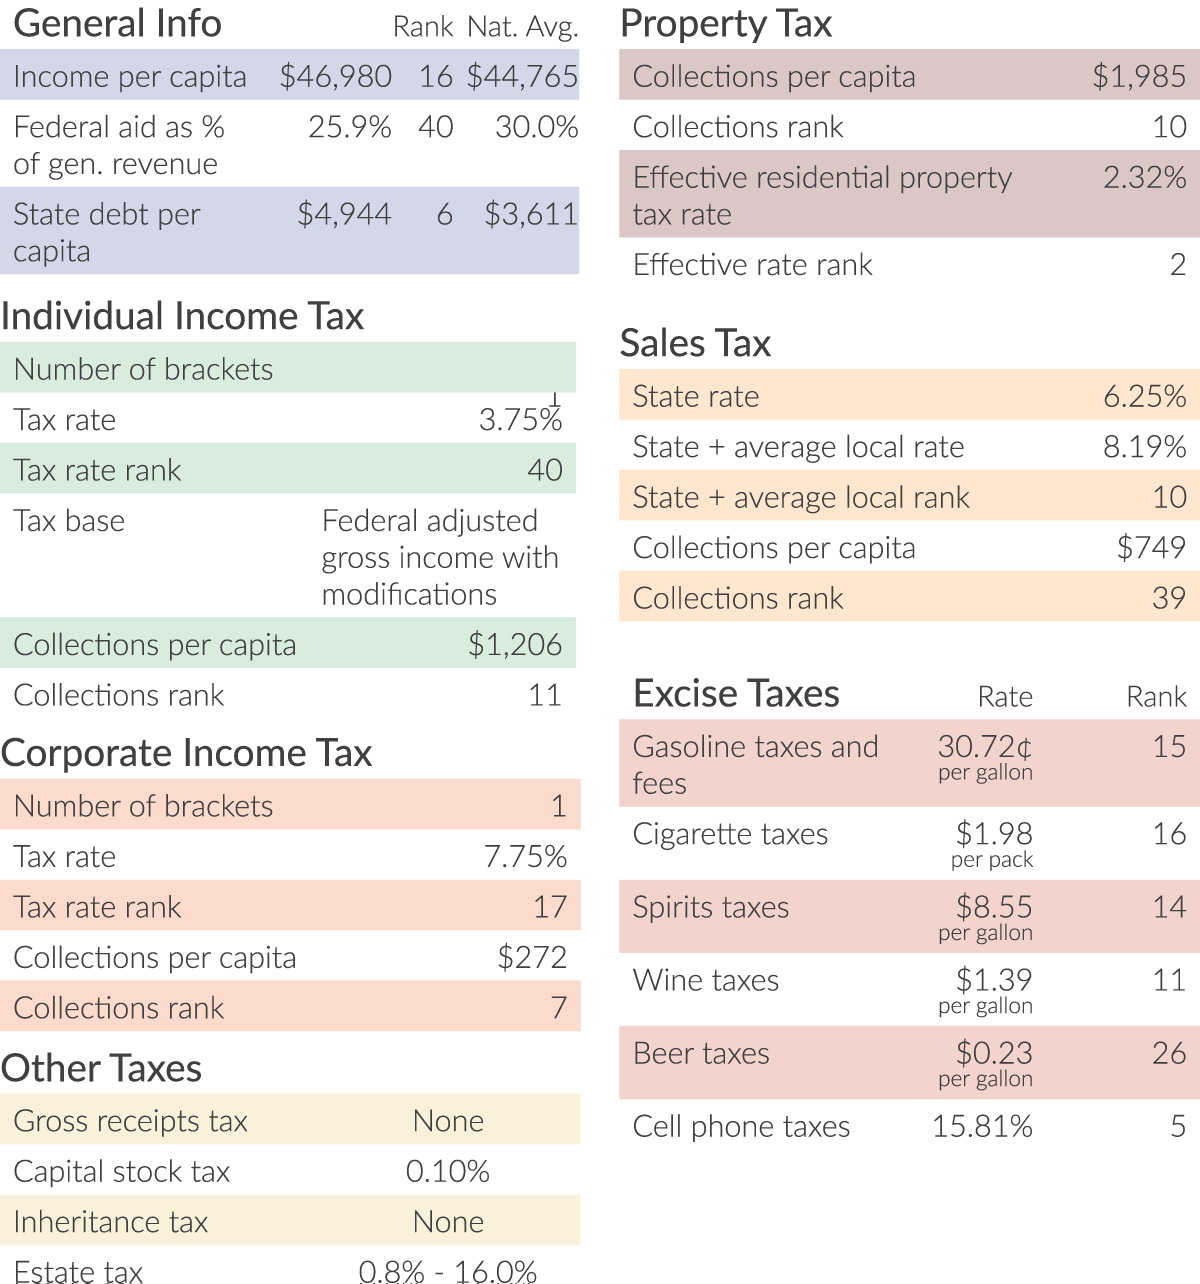 General Info Rank Nat. Avg.
Income per capita $46,980 16 $44,765
Federal aid as % 25.9% 40 30.0%
of gen. revenue
State debt per $4,944 6 $3,611
capita
Individual Income Tax
Number of brackets 1
Tax rate 3.75%
Tax rate rank 40
Tax base Federal adjusted
gross income with
modifications
Collections per capita $1,206
Collections rank 11
Corporate Income Tax
Number of brackets 1
Tax rate 7.75%
Tax rate rank 17
Collections per capita $272
Collections rank 7
Other Taxes
Gross receipts tax None
Capital stock tax 0.10%
Inheritance tax None
Estate tax 0.8% - 16.0%
Property Tax
Collections per capita $1,985
Collections rank 10
Effective residential property 2.32%
tax rate
Effective rate rank 2
Sales Tax
State rate 6.25%
State + average local rate 8.19%
State + average local rank 10
Collections per capita $749
Collections rank 39
Excise Taxes Rate Rank
Gasoline taxes and 30.72¢ 15
fees per gallon
Cigarette taxes $1.98 16
per pack
Spirits taxes $8.55 14
per gallon
Wine taxes $1.39 11
per gallon
Beer taxes $0.23 26
per gallon
Cell phone taxes 15.81% 5